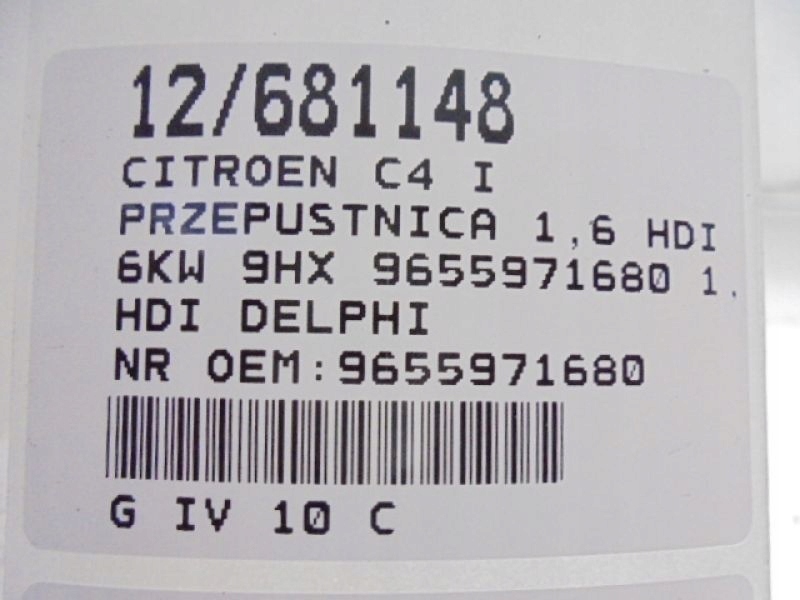 12/681148
CITROEN C4 I
PRZEPUSTNICA 1,6 HDI
6KW 9HX 9655971680 1.
HDI DELPHI
NR OEM:9655971680
G IV 10 C